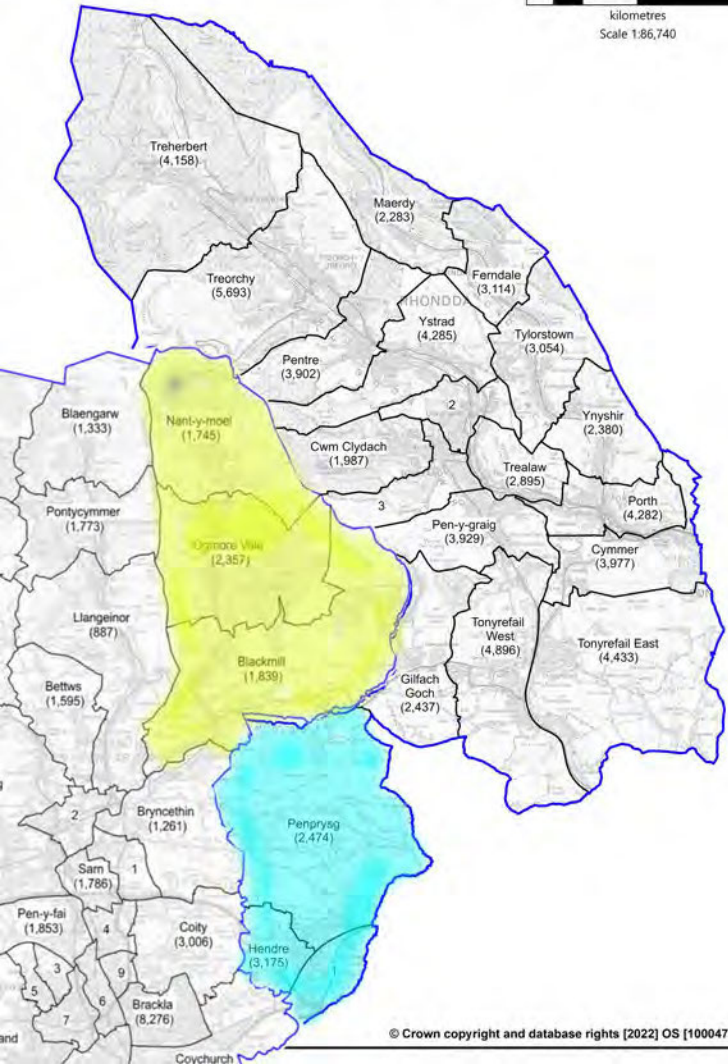 kilometres
Scale 1:86,740
Treherbert
(4,158)
Maerdy
(2,283)
Treorchy
(5,693)
Ferndale
(3,114)
RHONDDA
Ystrad
(4,285)
Tylorstown
(3,054)
Pentre
(3,902)
Blaengarw
(1,333)
Nant-y-moel
(1,745)
2
Ynyshir
(2,380)
Cwm Clydach
(1,987)
Trealaw
(2,895)
Pontycymmer
(1,773)
3
Porth
(4,282)
Pen-y-graig
(3,929)
Ogmore Vale
(2,357)
Cymmer
(3,977)
Llangeinor
(887)
Tonyrefail
West
(4,896)
Tonyrefail East
(4,433)
Blackmill
(1,839)
Gilfach
Goch
(2,437)
Bettws
(1,595)
g
2
Bryncethin
(1,261)
Penprysg
(2,474)
Sarn
(1,786)
1
Pen-y-fai
(1,853)
4
Coity
(3,006)
Hendre
(3,175)
1
3
9
5
6
7
Brackla
(8,276)
and
Coychurch
© Crown copyright and database rights [2022] OS [100047